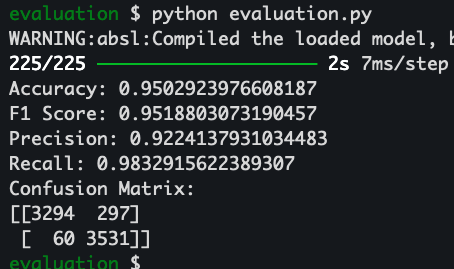 evaluation $ python evaluation.py
WARNING:absl:Compiled the loaded model, b
225/225 ━━━━━━━━━━━━━━━━━━━━ 2s 7ms/step
Accuracy: 0.9502923976608187
F1 Score: 0.9518803073190457
Precision: 0.9224137931034483
Recall: 0.9832915622389307
Confusion Matrix:
[[3294  297]
 [  60 3531]]
evaluation $